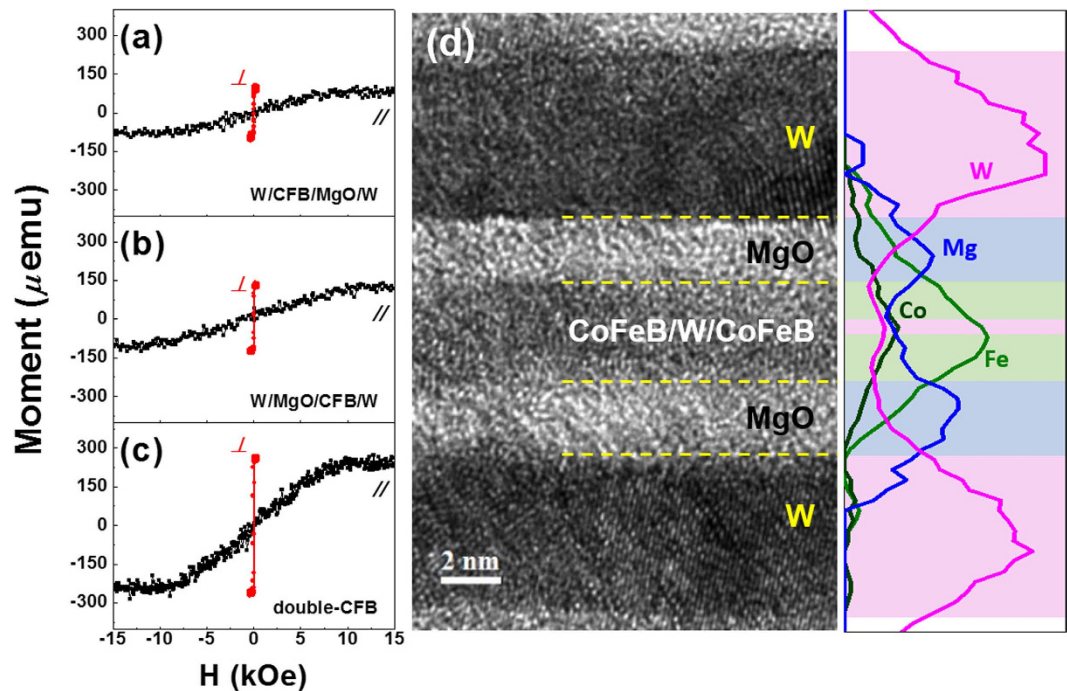 (a)
300
150
0
-150
-300
⊥
//
W/CFB/MgO/W
(b)
300
150
0
-150
-300
⊥
//
W/MgO/CFB/W
(c)
300
150
0
-150
-300
⊥
//
double-CFB
-15 -10 -5 0 5 10 15
H (kOe)
Moment (μemu)
(d)
W
MgO
CoFeB/W/CoFeB
MgO
W
2 nm
W
Mg
Co
Fe